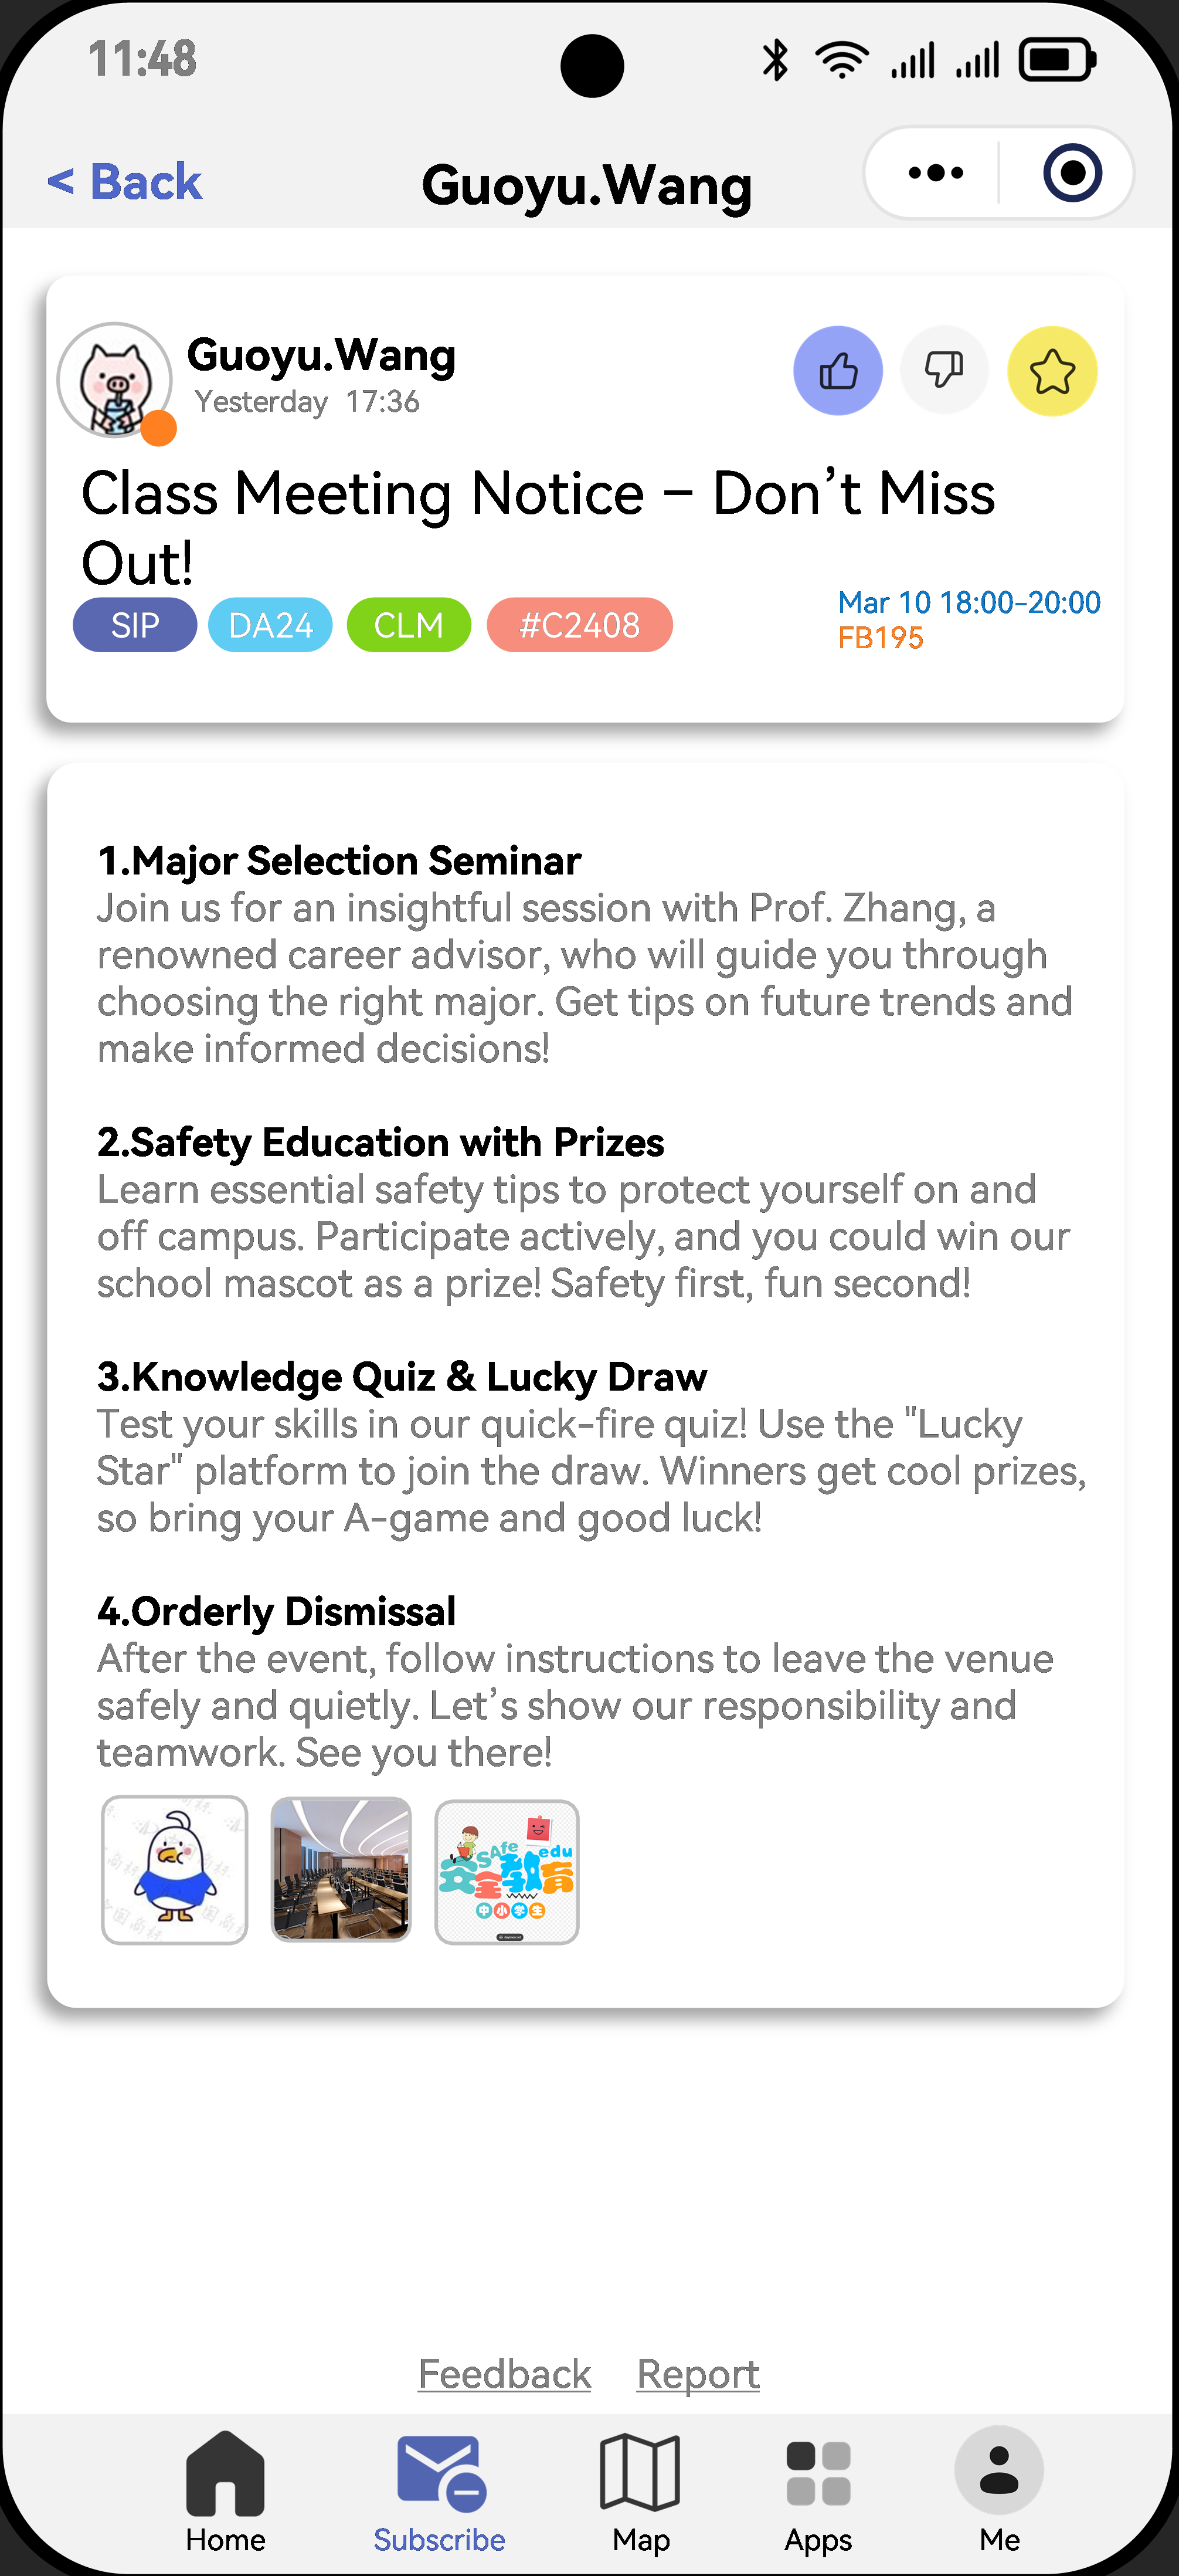 11:48
< Back
Guoyu.Wang
Guoyu.Wang
Yesterday 17:36
Class Meeting Notice – Don’t Miss
Out!
SIP
DA24
CLM
#C2408
Mar 10 18:00-20:00
FB195
1.Major Selection Seminar
Join us for an insightful session with Prof. Zhang, a
renowned career advisor, who will guide you through
choosing the right major. Get tips on future trends and
make informed decisions!
2.Safety Education with Prizes
Learn essential safety tips to protect yourself on and
off campus. Participate actively, and you could win our
school mascot as a prize! Safety first, fun second!
3.Knowledge Quiz & Lucky Draw
Test your skills in our quick-fire quiz! Use the "Lucky
Star" platform to join the draw. Winners get cool prizes,
so bring your A-game and good luck!
4.Orderly Dismissal
After the event, follow instructions to leave the venue
safely and quietly. Let’s show our responsibility and
teamwork. See you there!
SAfe
edu
安全教育
中小学生
Feedback
Report
Home
Subscribe
Map
Apps
Me